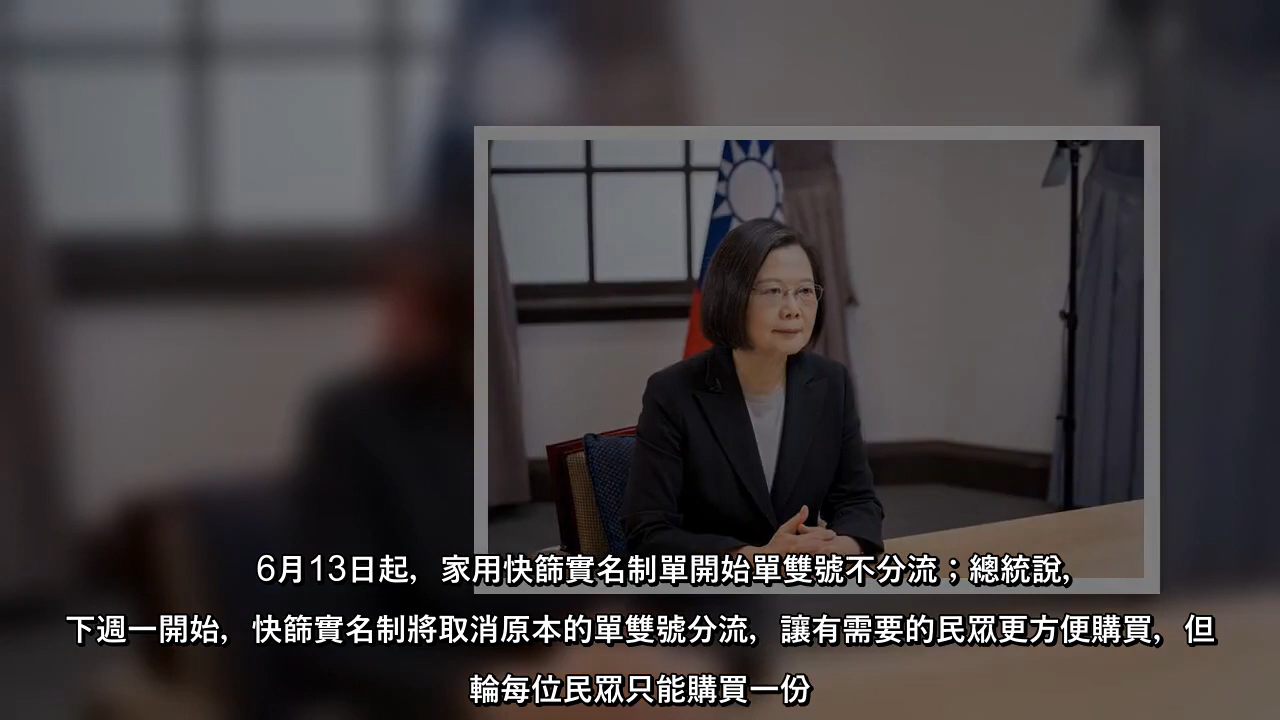 6月13日起，家用快篩實名制單開始單雙號不分流；總統說，
下週一開始，快篩實名制將取消原本的單雙號分流，讓有需要的民眾更方便購買，但
輪每位民眾只能購買一份